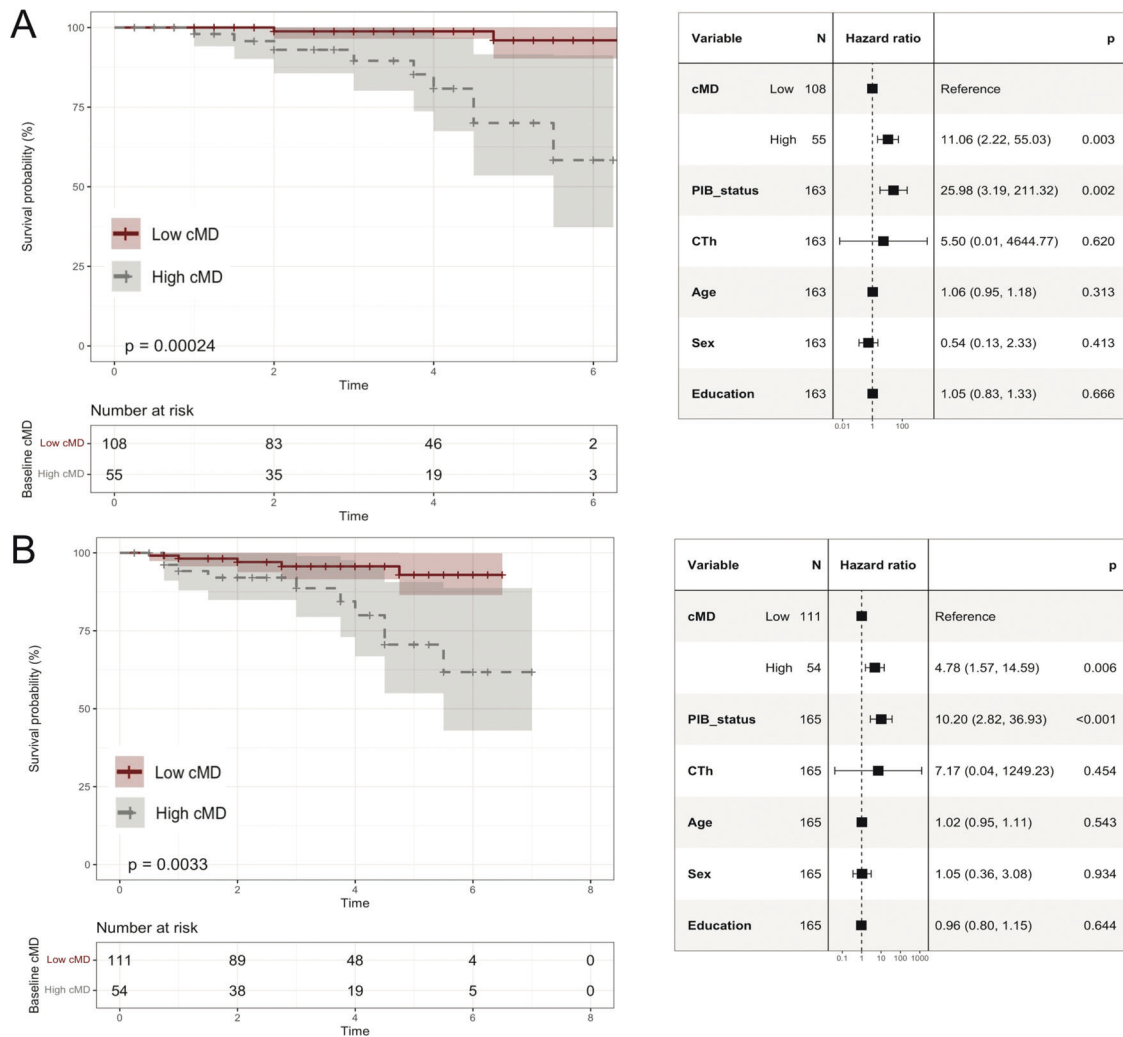 A
Survival probability (%)
100
75
50
25
0
Low cMD
High cMD
p = 0.00024
0 2 4 6
Time
Number at risk
Baseline cMD
Low cMD 108 83 46 2
High cMD 55 35 19 3
0 2 4 6
Time
Variable N Hazard ratio p
cMD Low 108 Reference
High 55 11.06 (2.22, 55.03) 0.003
PIB_status 163 25.98 (3.19, 211.32) 0.002
CTh 163 5.50 (0.01, 4644.77) 0.620
Age 163 1.06 (0.95, 1.18) 0.313
Sex 163 0.54 (0.13, 2.33) 0.413
Education 163 1.05 (0.83, 1.33) 0.666
0.01 1 100
B
Survival probability (%)
100
75
50
25
0
Low cMD
High cMD
p = 0.0033
0 2 4 6 8
Time
Number at risk
Baseline cMD
Low cMD 111 89 48 4 0
High cMD 54 38 19 5 0
0 2 4 6 8
Time
Variable N Hazard ratio p
cMD Low 111 Reference
High 54 4.78 (1.57, 14.59) 0.006
PIB_status 165 10.20 (2.82, 36.93) <0.001
CTh 165 7.17 (0.04, 1249.23) 0.454
Age 165 1.02 (0.95, 1.11) 0.543
Sex 165 1.05 (0.36, 3.08) 0.934
Education 165 0.96 (0.80, 1.15) 0.644
0.1 1 10 100 1000